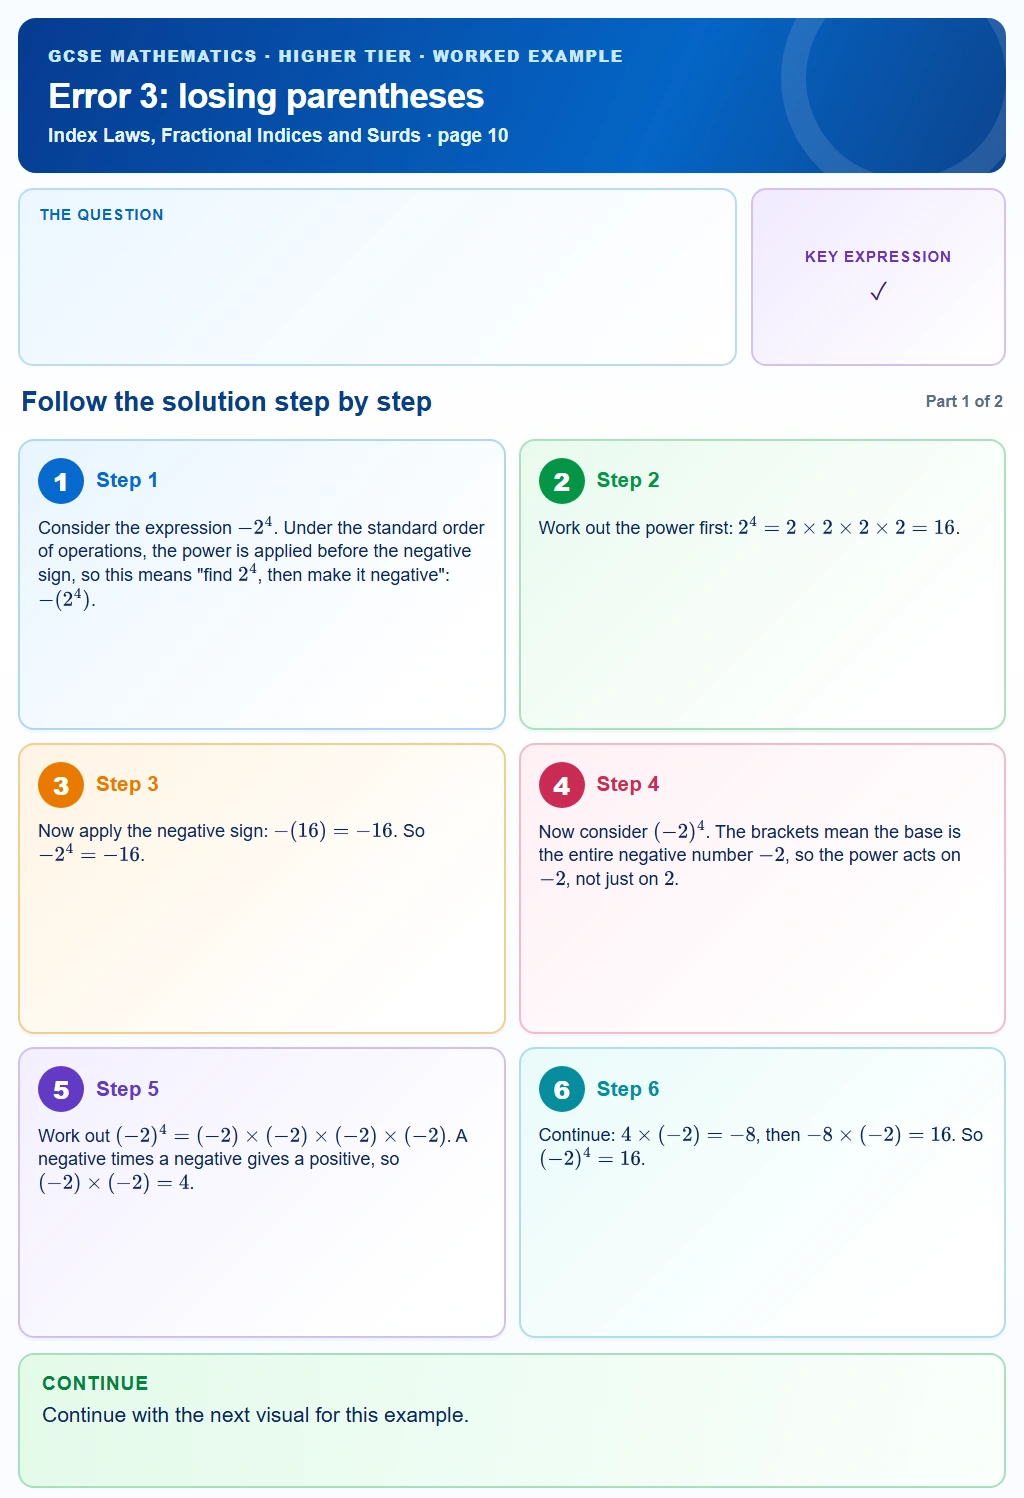 GCSE MATHEMATICS · HIGHER TIER · WORKED EXAMPLE
Error 3: losing parentheses
Index Laws, Fractional Indices and Surds · page 10
THE QUESTION
KEY EXPRESSION
✓
Follow the solution step by step
Part 1 of 2
1 Step 1
Consider the expression −2⁴. Under the standard order
of operations, the power is applied before the negative
sign, so this means "find 2⁴, then make it negative":
−(2⁴).
2 Step 2
Work out the power first: 2⁴ = 2 × 2 × 2 × 2 = 16.
3 Step 3
Now apply the negative sign: −(16) = −16. So
−2⁴ = −16.
4 Step 4
Now consider (−2)⁴. The brackets mean the base is
the entire negative number −2, so the power acts on
−2, not just on 2.
5 Step 5
Work out (−2)⁴ = (−2) × (−2) × (−2) × (−2). A
negative times a negative gives a positive, so
(−2) × (−2) = 4.
6 Step 6
Continue: 4 × (−2) = −8, then −8 × (−2) = 16. So
(−2)⁴ = 16.
CONTINUE
Continue with the next visual for this example.